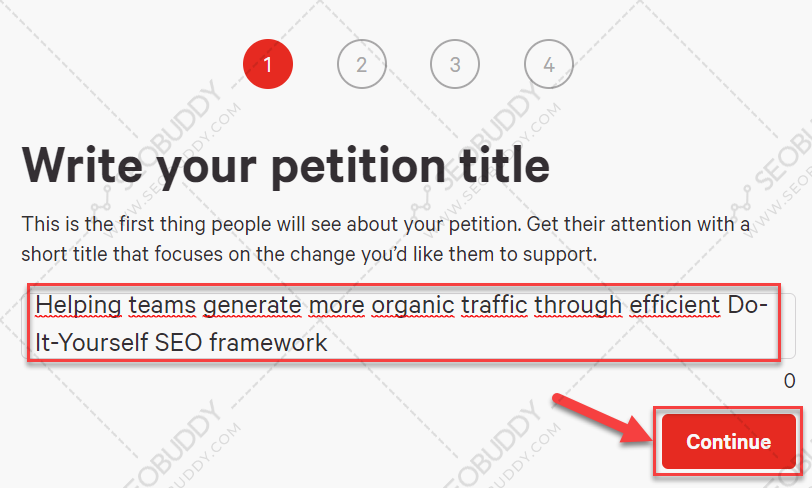 1 2 3 4
Write your petition title
This is the first thing people will see about your petition. Get their attention with a
short title that focuses on the change you’d like them to support.
Helping teams generate more organic traffic through efficient Do-
It-Yourself SEO framework
0
Continue
SEOBUDDY
WWW.SEOBUDDY.COM